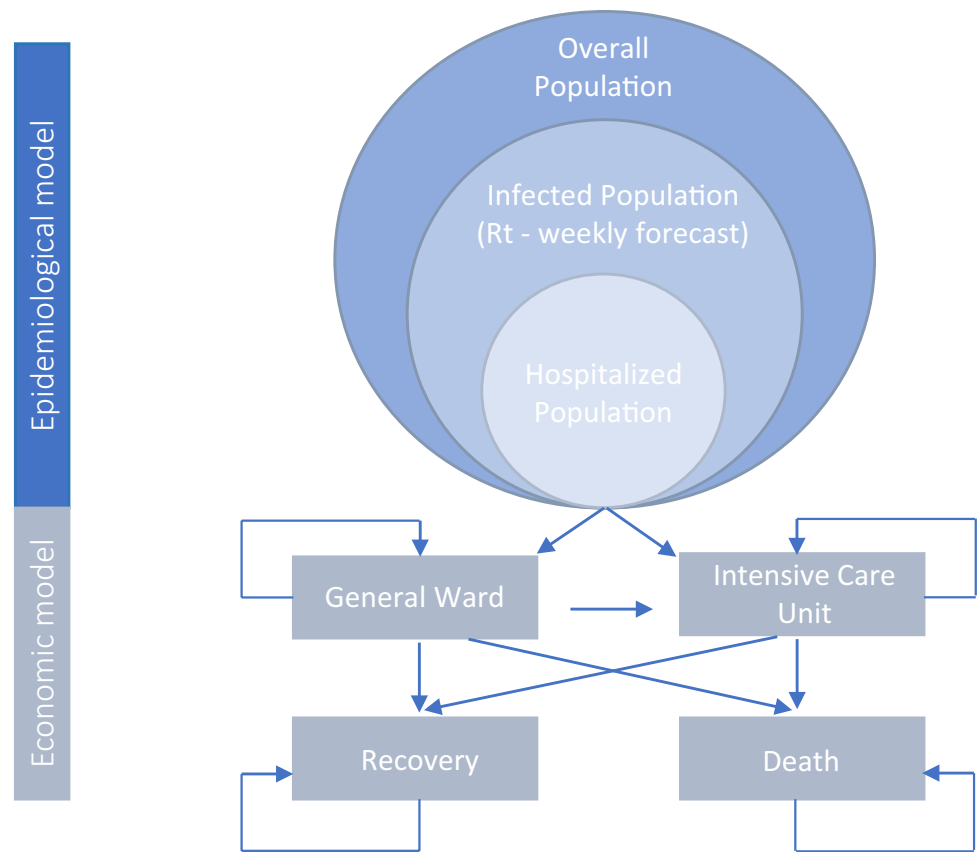 Epidemiological model
Economic model
Overall
Population
Infected Population
(Rt - weekly forecast)
Hospitalized
Population
General Ward
Intensive Care
Unit
Recovery
Death